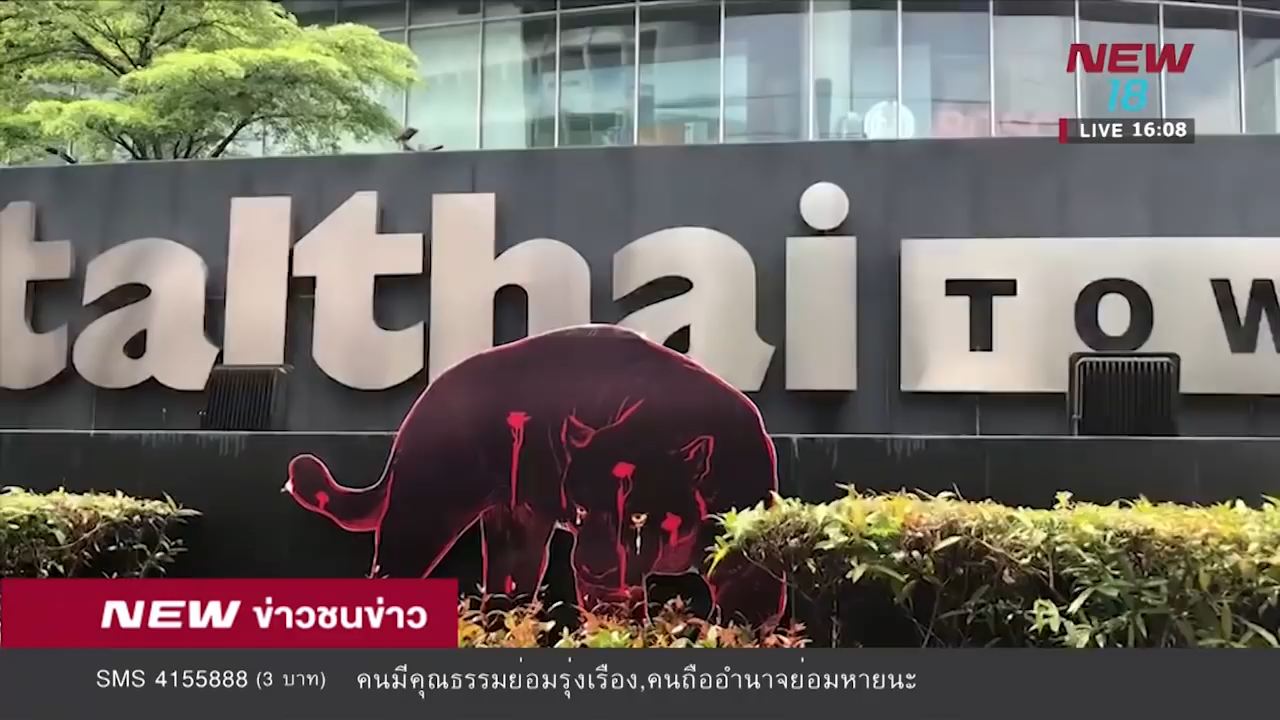 NEW
18
LIVE 16:08
talthai
TOW
NEW ข่าวชนข่าว
SMS 4155888 (3 บาท) คนมีคุณธรรมย่อมรุ่งเรือง,คนถืออำนาจย่อมหายนะ